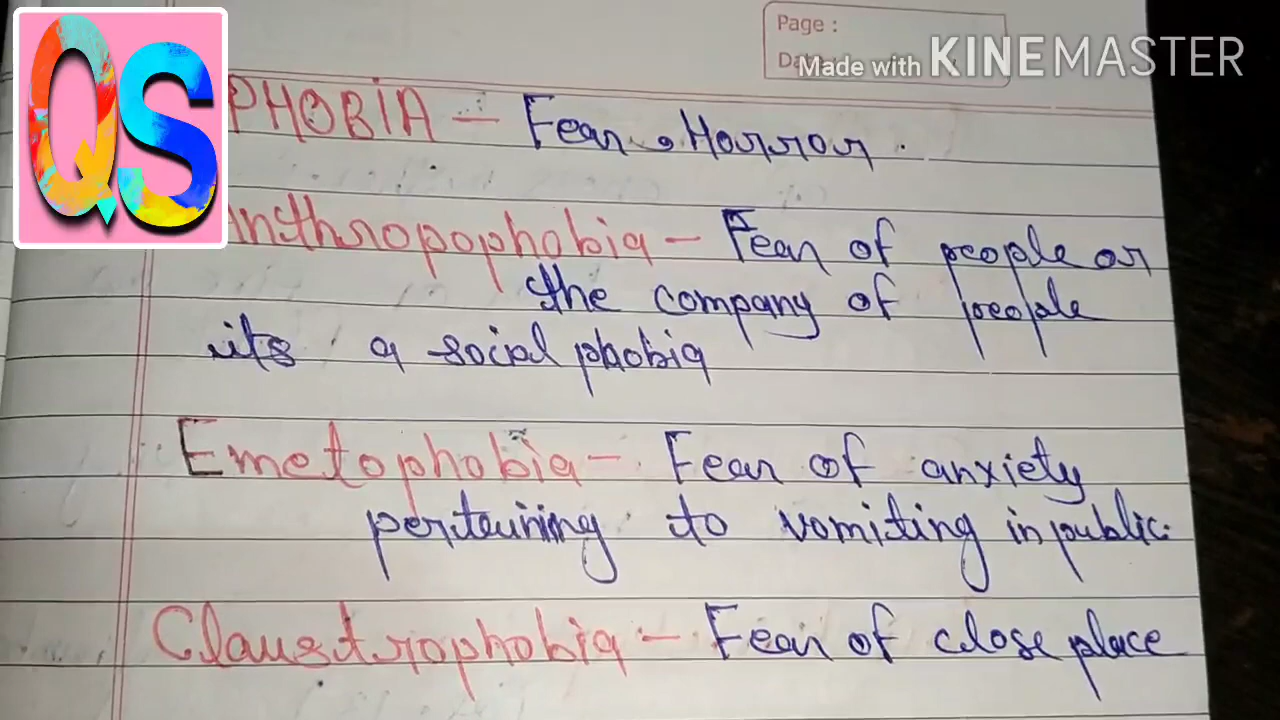 QS
Page :
Da
Made with KINEMASTER
PHOBIA - Fear, Horror.
Anthropophobia - Fear of people or
the company of people
its a social phobia
Emetophobia - Fear of anxiety
pertaining to vomiting in public.
Claustrophobia - Fear of close place